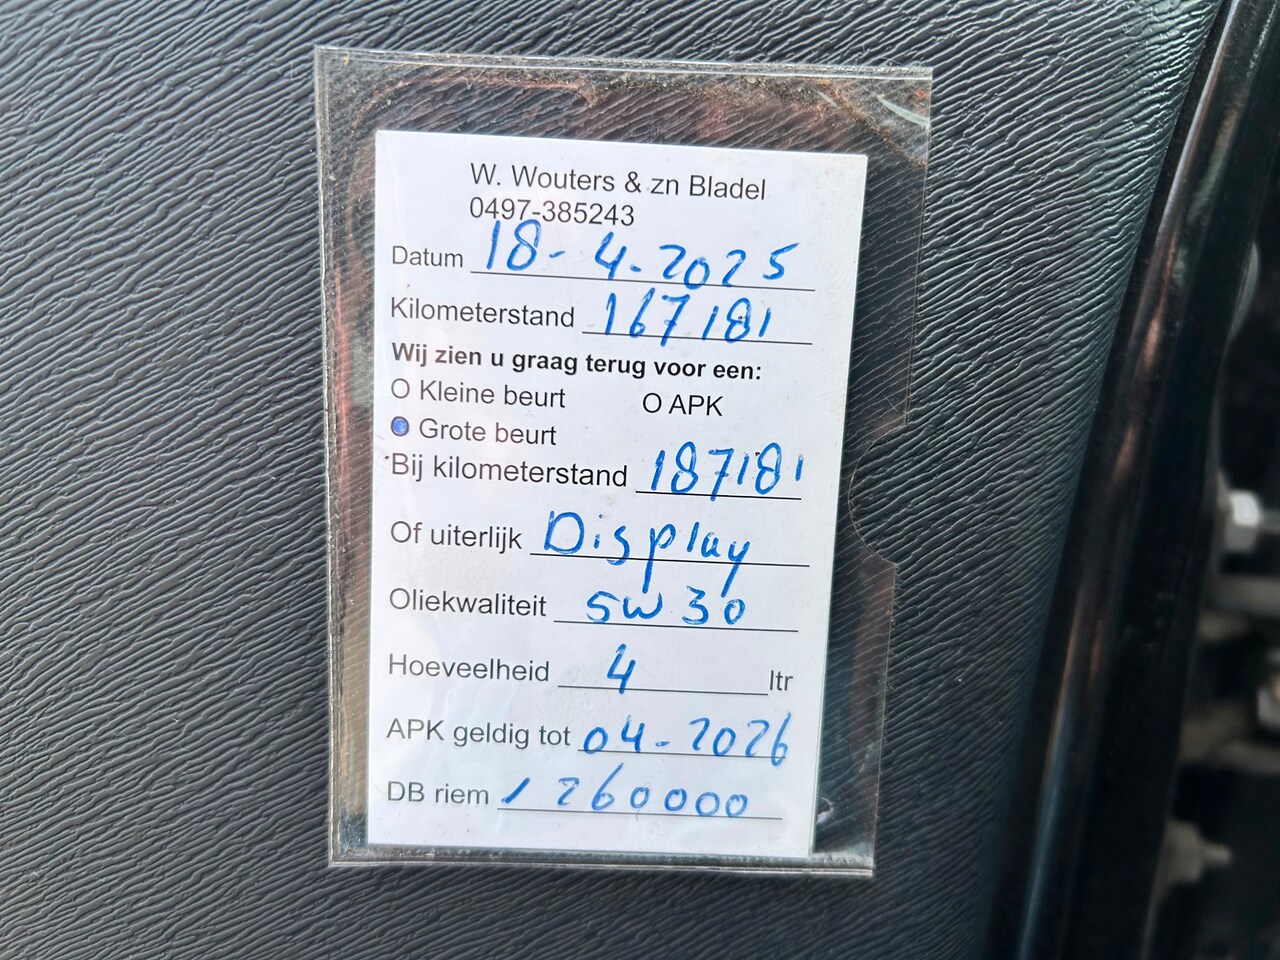 W. Wouters & zn Bladel
0497-385243
Datum 18-4-2025
Kilometerstand 167181
Wij zien u graag terug voor een:
O Kleine beurt O APK
Grote beurt
Bij kilometerstand 187181
Of uiterlijk Display
Oliekwaliteit 5W30
Hoeveelheid 4 ltr
APK geldig tot 04-2026
DB riem / 260000